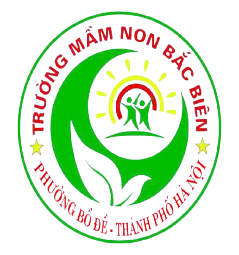 TRƯỜNG MẦM NON BẮC BIÊN
PHƯỜNG BỒ ĐỀ - THÀNH PHỐ HÀ NỘI